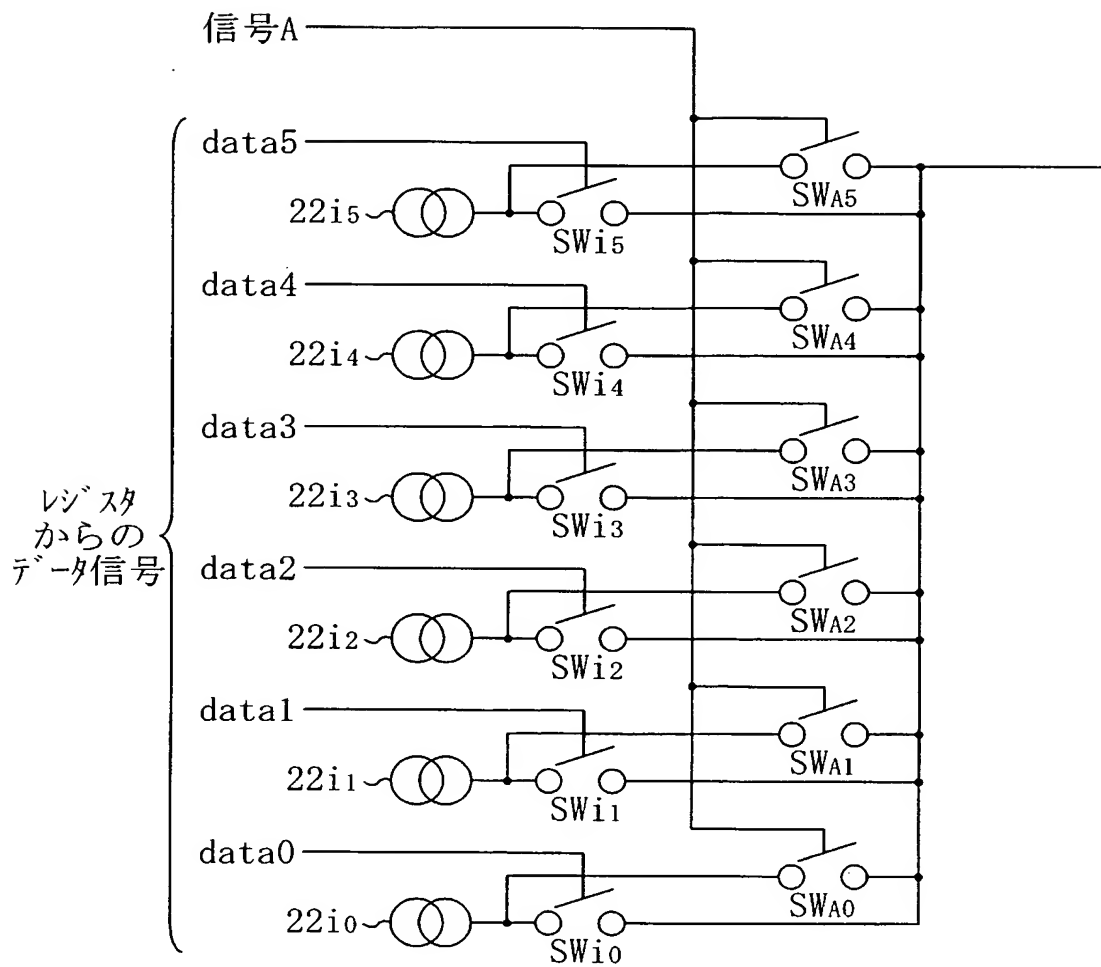 信号A
data5
SWA5
22i5
SWi5
data4
SWA4
22i4
SWi4
data3
SWA3
22i3
SWi3
レジスタ
からの
データ信号
data2
SWA2
22i2
SWi2
data1
SWA1
22i1
SWi1
data0
SWA0
22i0
SWi0